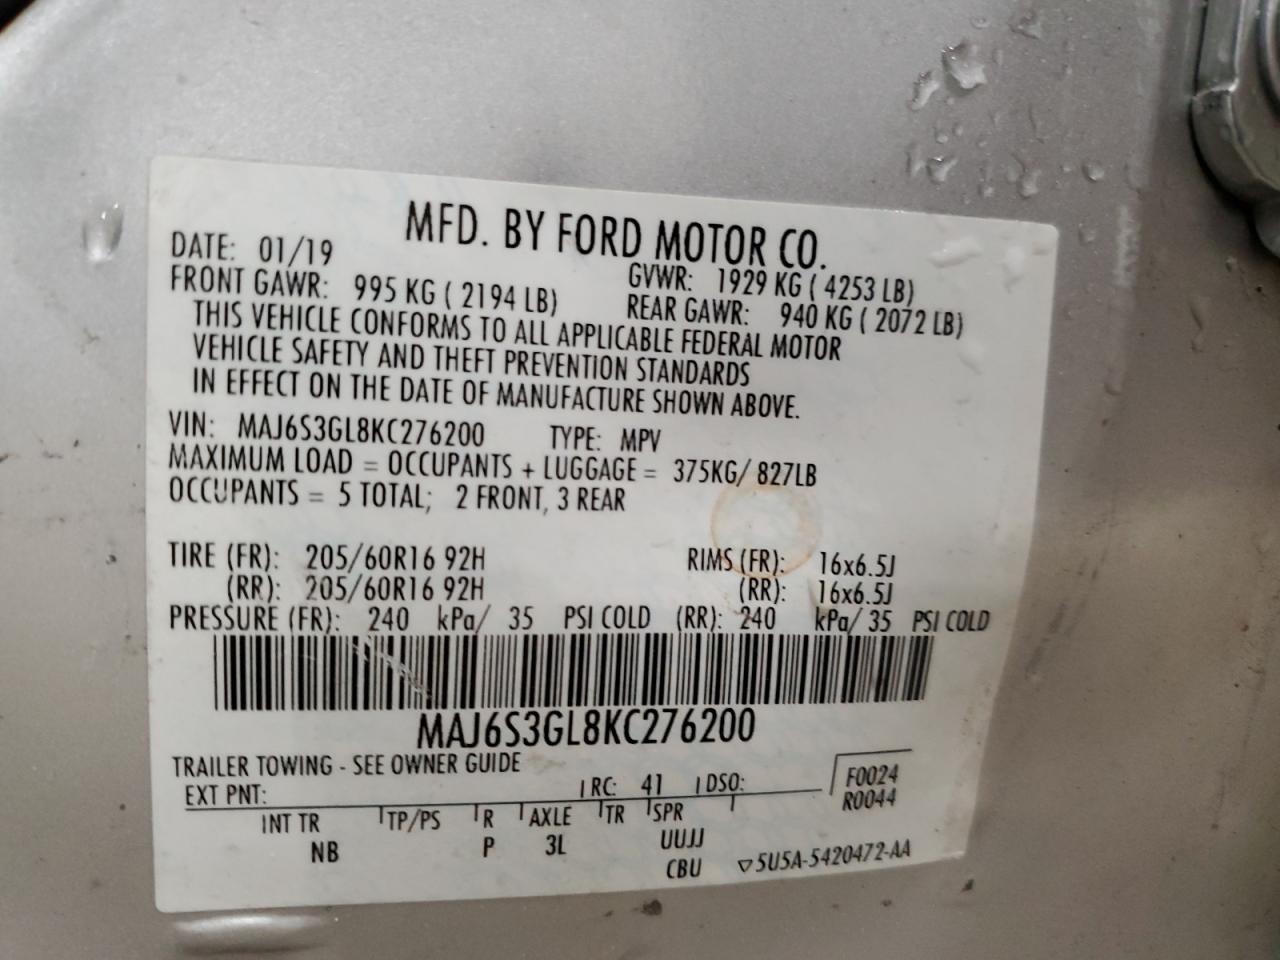 MFD. BY FORD MOTOR CO.
DATE: 01/19
GVWR: 1929 KG ( 4253 LB)
FRONT GAWR: 995 KG ( 2194 LB)
REAR GAWR: 940 KG ( 2072 LB)
THIS VEHICLE CONFORMS TO ALL APPLICABLE FEDERAL MOTOR
VEHICLE SAFETY AND THEFT PREVENTION STANDARDS
IN EFFECT ON THE DATE OF MANUFACTURE SHOWN ABOVE.
VIN: MAJ6S3GL8KC276200 TYPE: MPV
MAXIMUM LOAD = OCCUPANTS + LUGGAGE = 375KG/ 827LB
OCCUPANTS = 5 TOTAL; 2 FRONT, 3 REAR
TIRE (FR): 205/60R16 92H RIMS (FR): 16x6.5J
(RR): 205/60R16 92H (RR): 16x6.5J
PRESSURE (FR): 240 kPa/ 35 PSI COLD (RR): 240 kPa/ 35 PSI COLD
MAJ6S3GL8KC276200
TRAILER TOWING - SEE OWNER GUIDE
EXT PNT: RC: 41 DSO: F0024
R0044
INT TR TP/PS R AXLE TR SPR
NB P 3L UUJJ
CBU ▽5U5A-5420472-AA